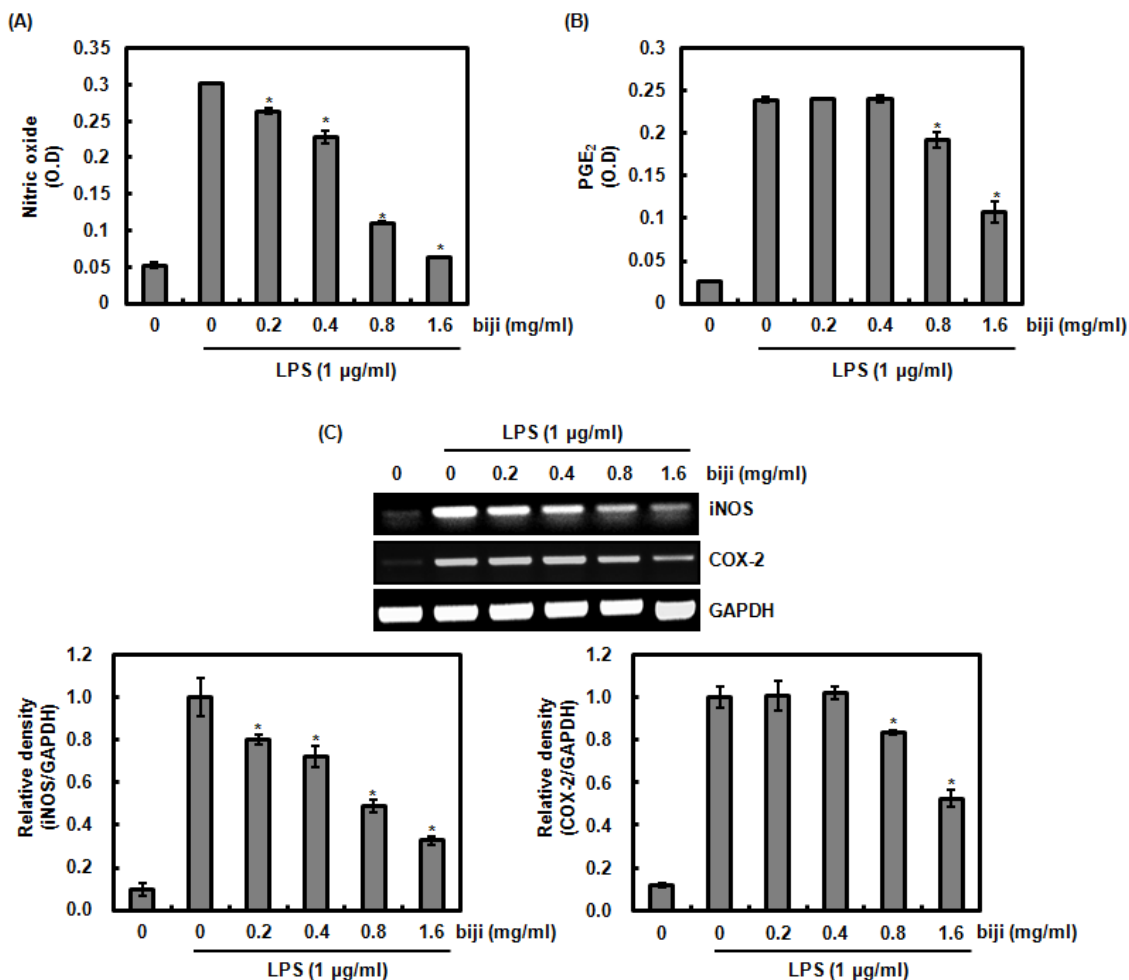 (A)
0.35
0.3
0.25
0.2
0.15
0.1
0.05
0
Nitric oxide
(O.D)
* * * *
0 0 0.2 0.4 0.8 1.6 biji (mg/ml)
LPS (1 µg/ml)
(B)
0.3
0.25
0.2
0.15
0.1
0.05
0
PGE2
(O.D)
* *
0 0 0.2 0.4 0.8 1.6 biji (mg/ml)
LPS (1 µg/ml)
(C)
LPS (1 µg/ml)
0 0 0.2 0.4 0.8 1.6 biji (mg/ml)
iNOS
COX-2
GAPDH
1.2
1.0
0.8
0.6
0.4
0.2
0.0
Relative density
(iNOS/GAPDH)
* * * *
0 0 0.2 0.4 0.8 1.6 biji (mg/ml)
LPS (1 µg/ml)
1.2
1.0
0.8
0.6
0.4
0.2
0.0
Relative density
(COX-2/GAPDH)
* *
0 0 0.2 0.4 0.8 1.6 biji (mg/ml)
LPS (1 µg/ml)